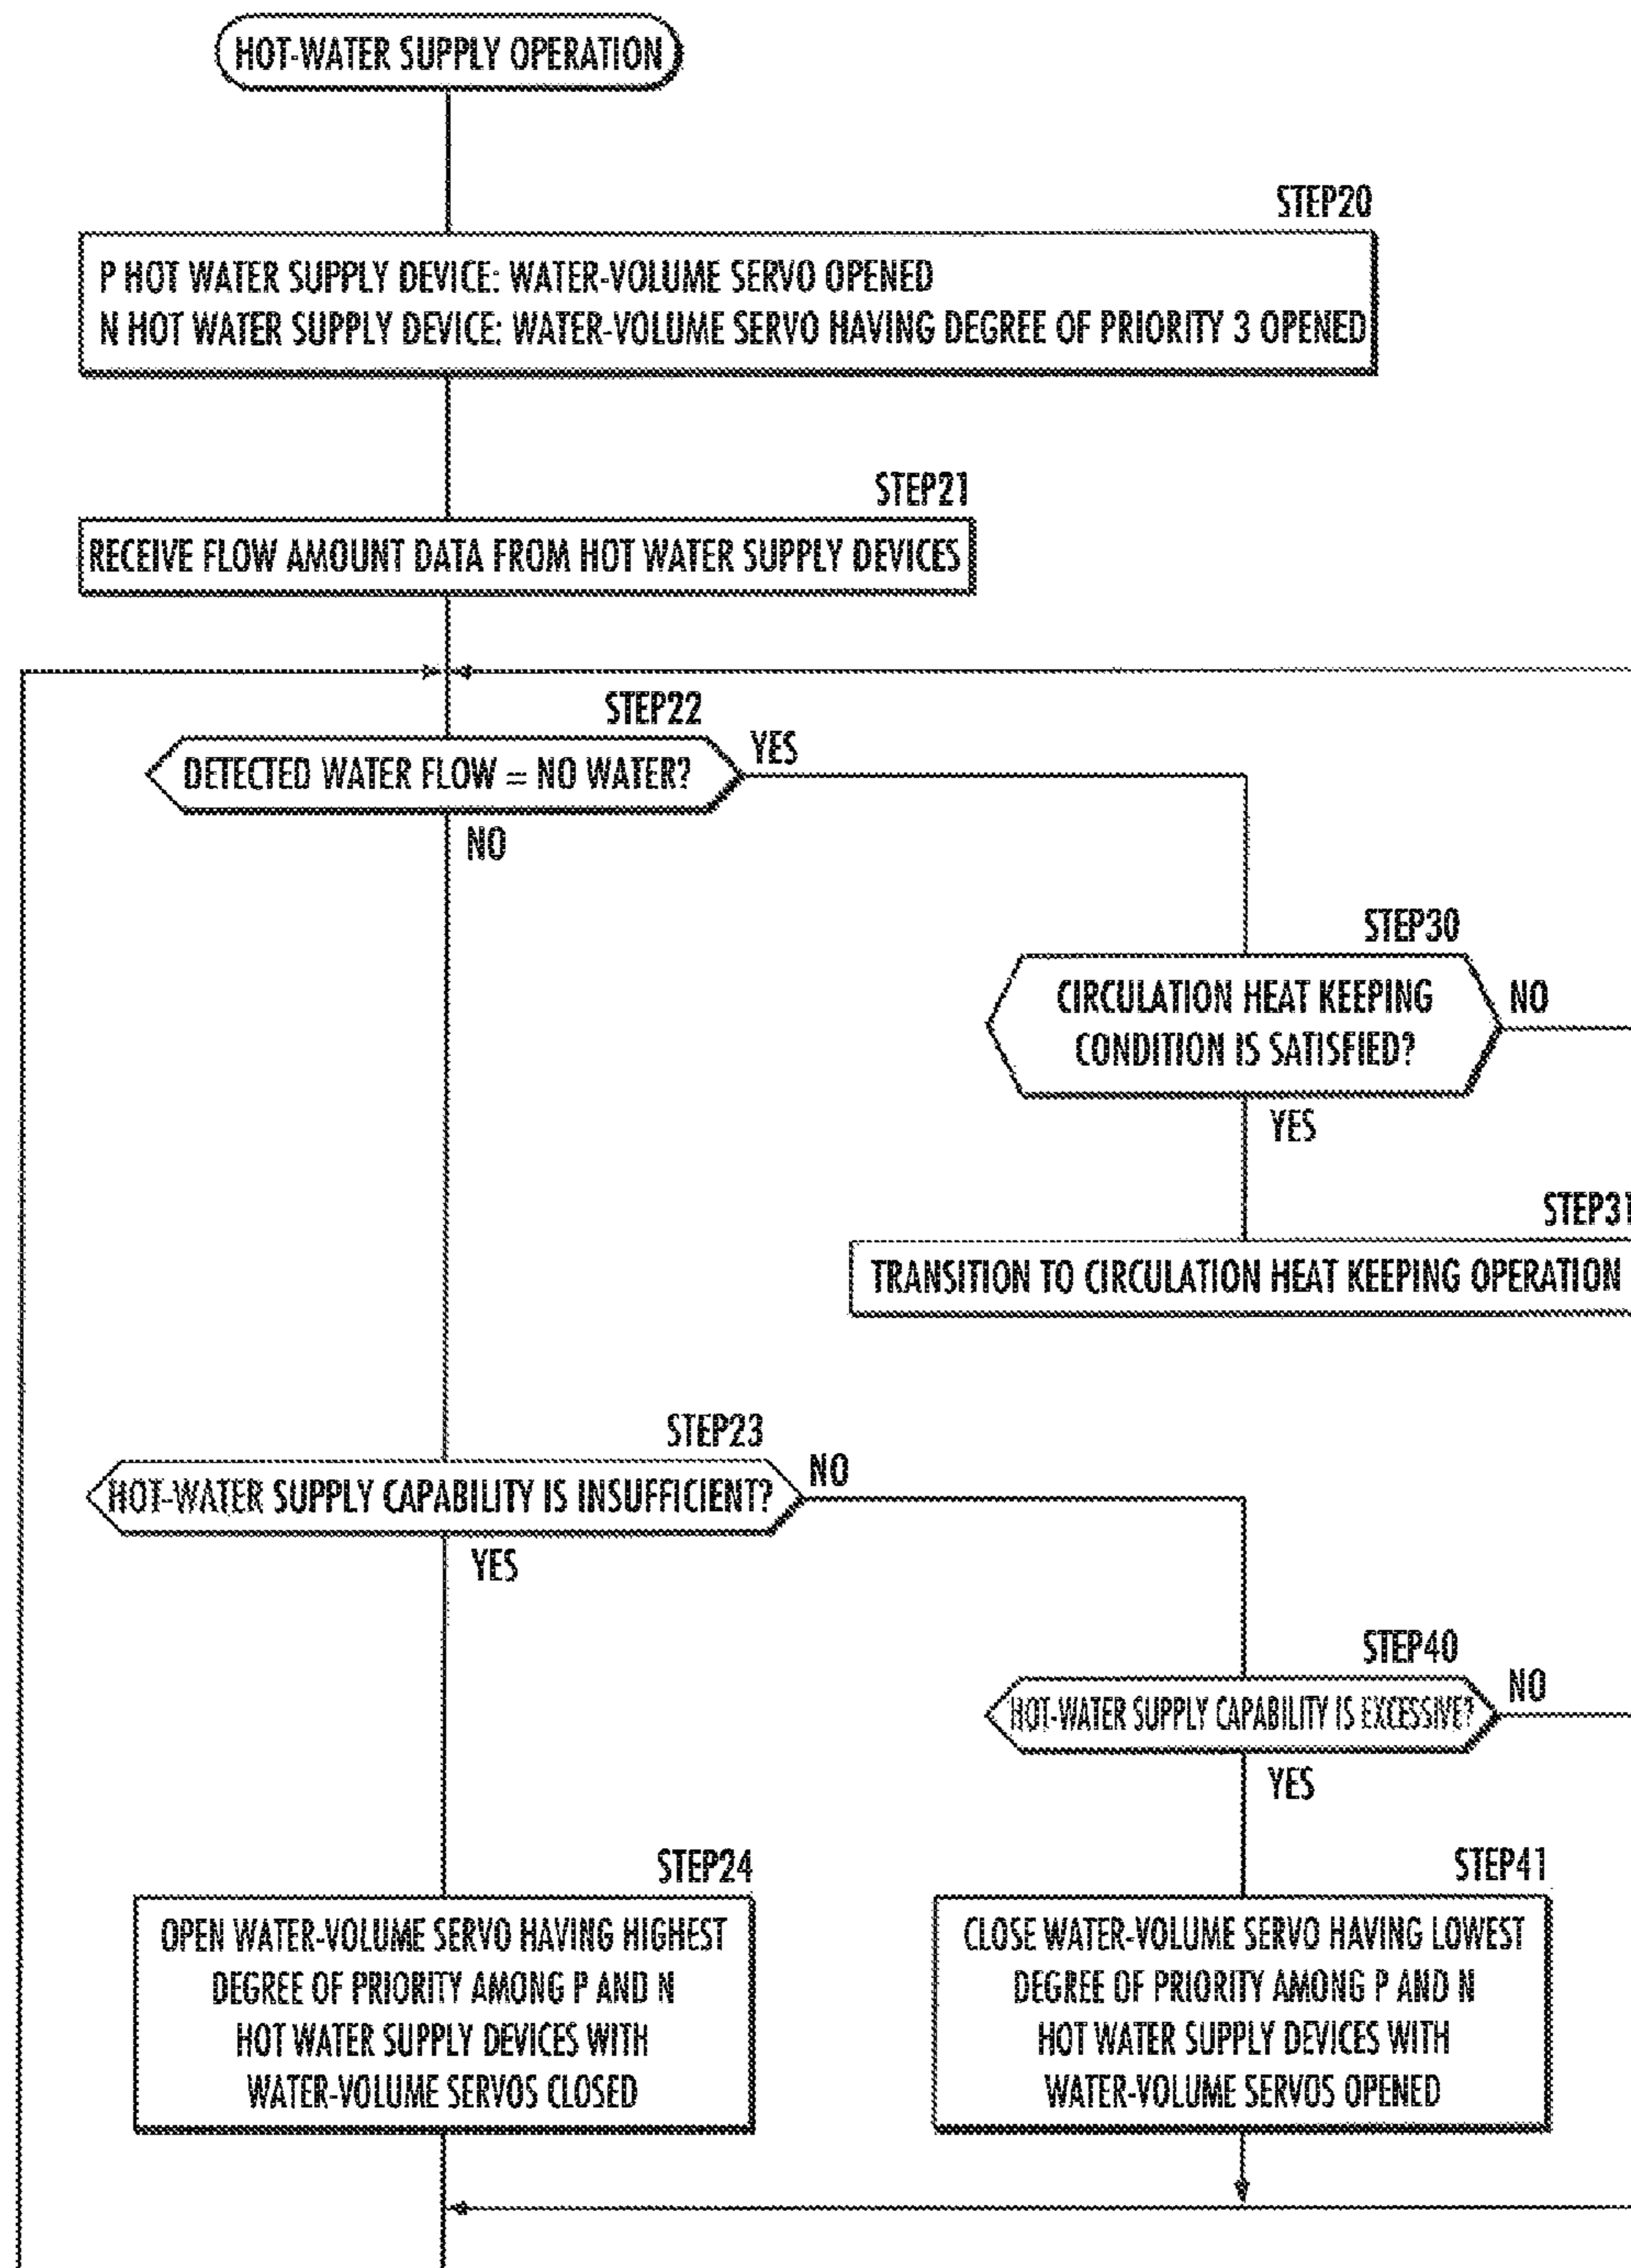 HOT-WATER SUPPLY OPERATION
STEP20
P HOT WATER SUPPLY DEVICE: WATER-VOLUME SERVO OPENED
N HOT WATER SUPPLY DEVICE: WATER-VOLUME SERVO HAVING DEGREE OF PRIORITY 3 OPENED
STEP21
RECEIVE FLOW AMOUNT DATA FROM HOT WATER SUPPLY DEVICES
STEP22
DETECTED WATER FLOW = NO WATER?
YES
NO
STEP30
CIRCULATION HEAT KEEPING
CONDITION IS SATISFIED?
NO
YES
STEP31
TRANSITION TO CIRCULATION HEAT KEEPING OPERATION
STEP23
HOT-WATER SUPPLY CAPABILITY IS INSUFFICIENT?
NO
YES
STEP40
HOT-WATER SUPPLY CAPABILITY IS EXCESSIVE?
NO
YES
STEP24
OPEN WATER-VOLUME SERVO HAVING HIGHEST
DEGREE OF PRIORITY AMONG P AND N
HOT WATER SUPPLY DEVICES WITH
WATER-VOLUME SERVOS CLOSED
STEP41
CLOSE WATER-VOLUME SERVO HAVING LOWEST
DEGREE OF PRIORITY AMONG P AND N
HOT WATER SUPPLY DEVICES WITH
WATER-VOLUME SERVOS OPENED